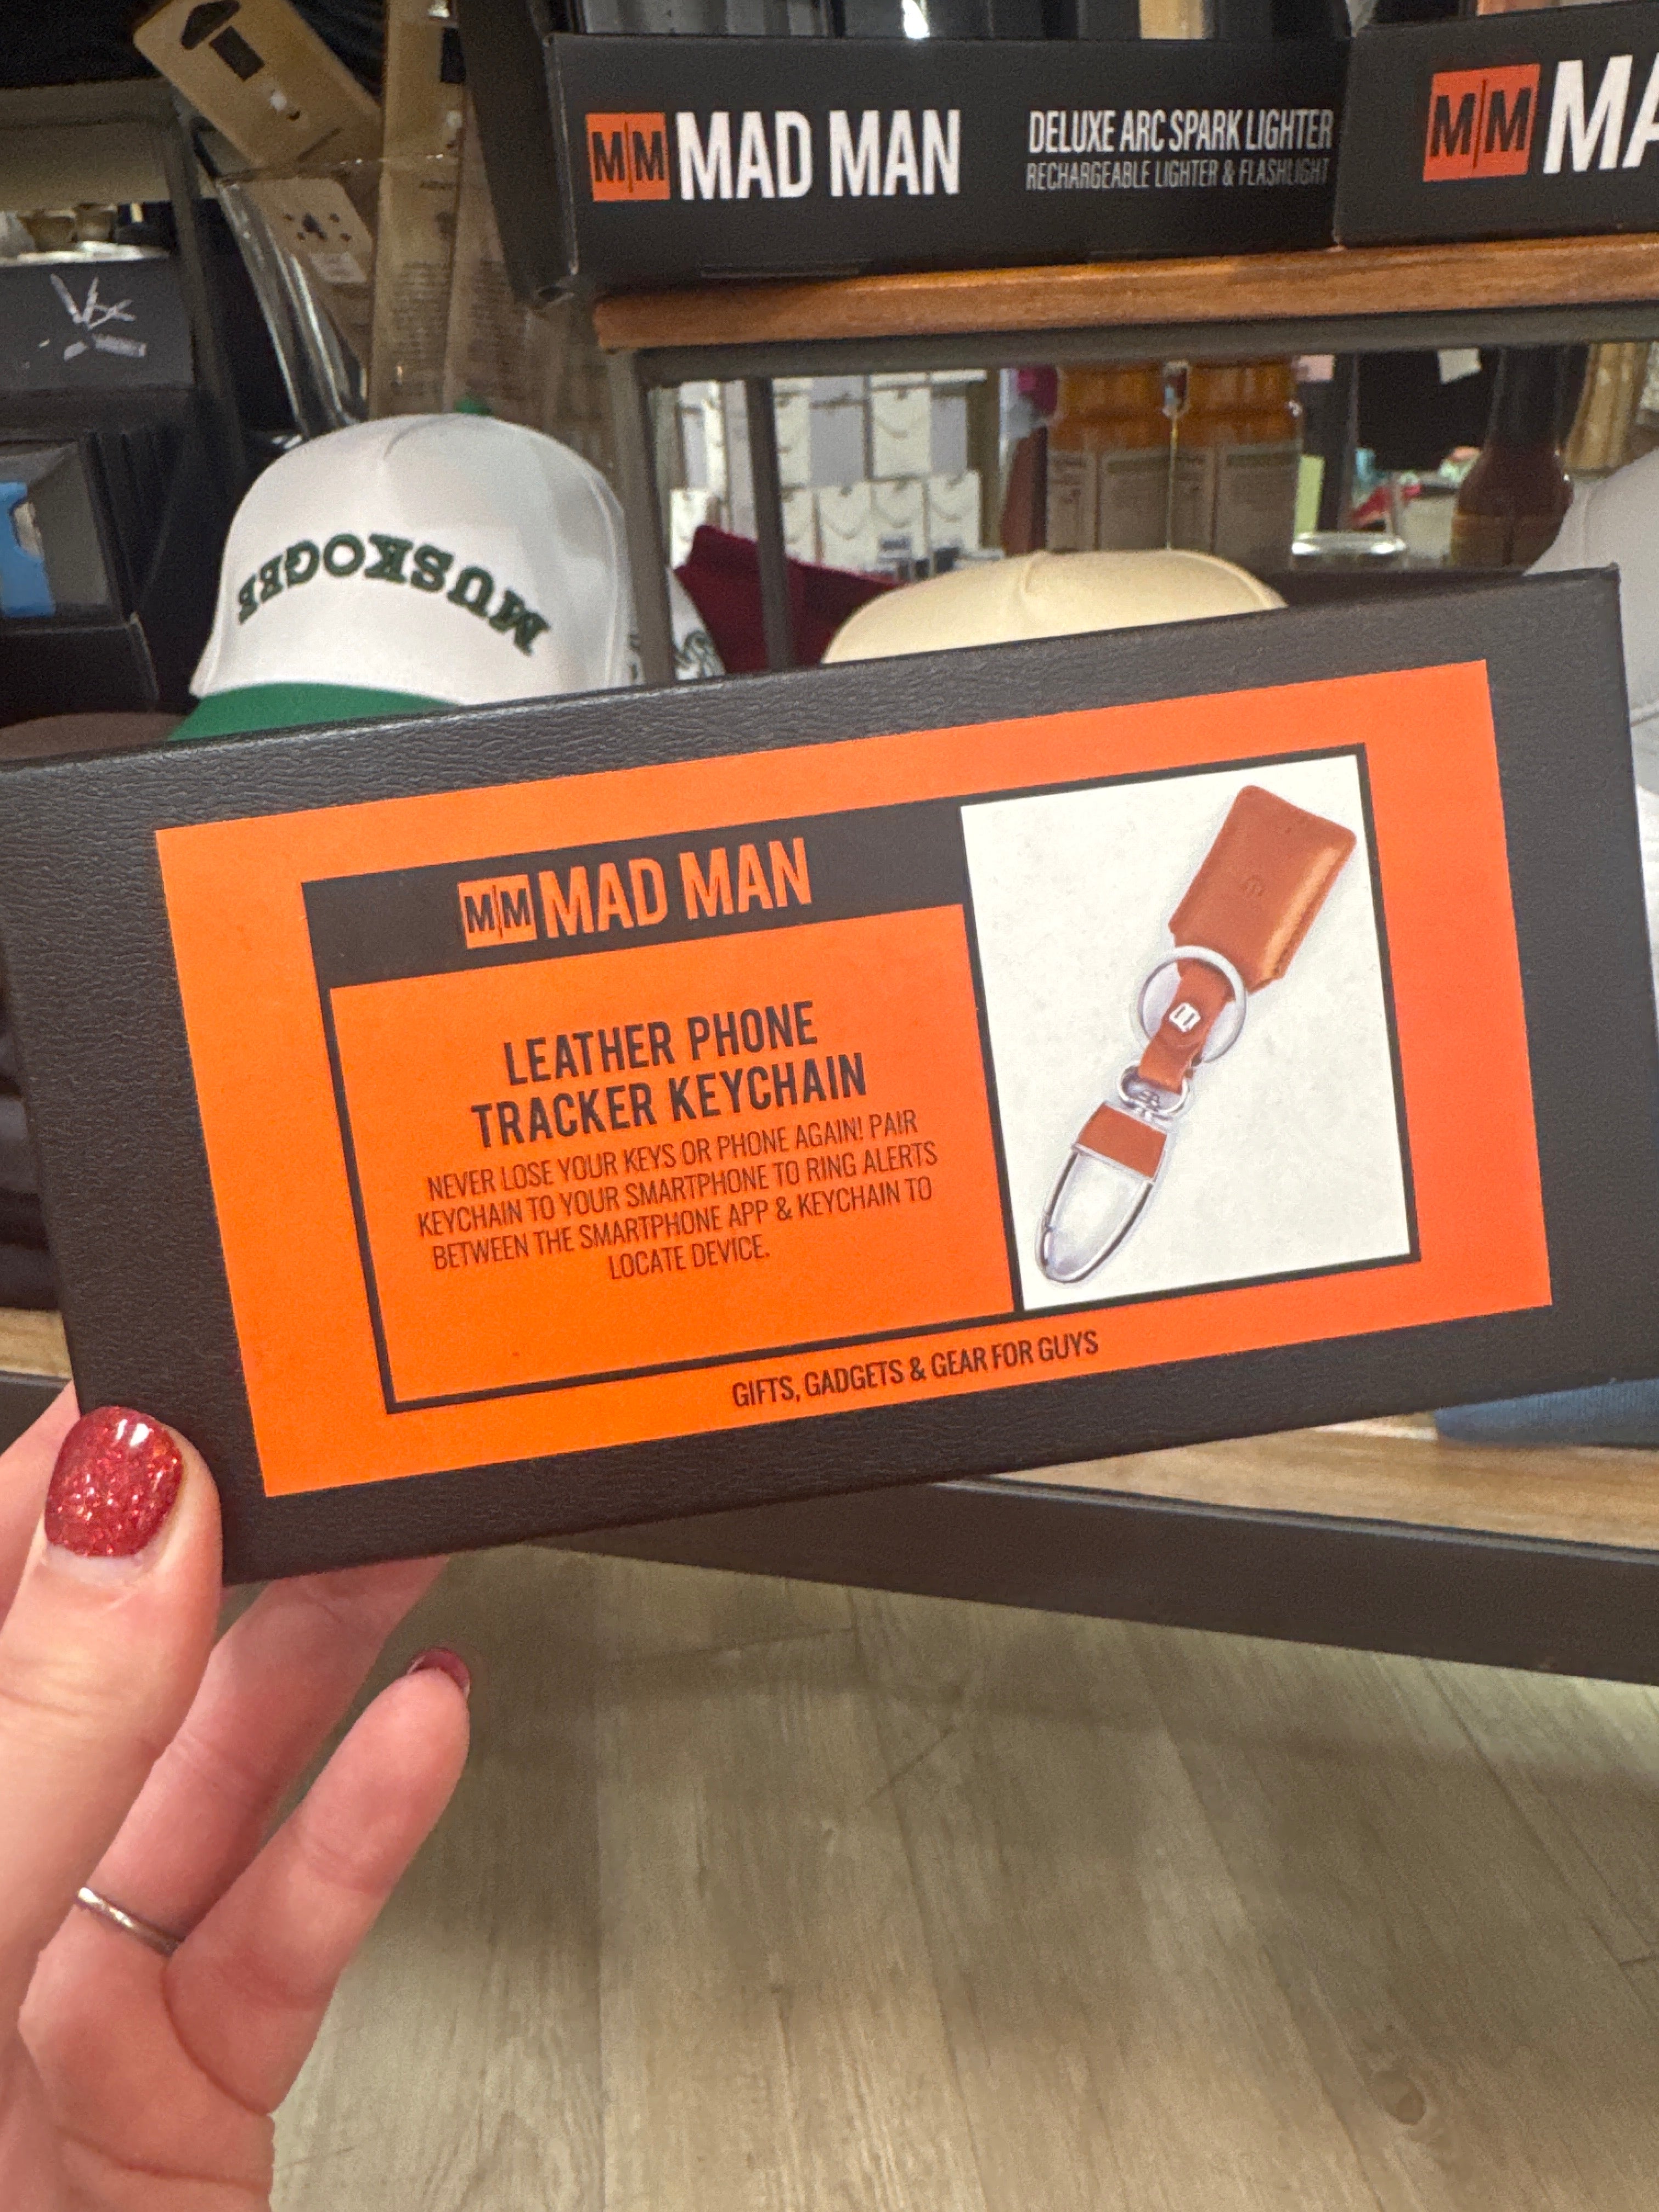 M|M MAD MAN
DELUXE ARC SPARK LIGHTER
RECHARGEABLE LIGHTER & FLASHLIGHT
M|M MA
MUSKOGEE
M|M MAD MAN
LEATHER PHONE
TRACKER KEYCHAIN
NEVER LOSE YOUR KEYS OR PHONE AGAIN! PAIR
KEYCHAIN TO YOUR SMARTPHONE TO RING ALERTS
BETWEEN THE SMARTPHONE APP & KEYCHAIN TO
LOCATE DEVICE.
GIFTS, GADGETS & GEAR FOR GUYS